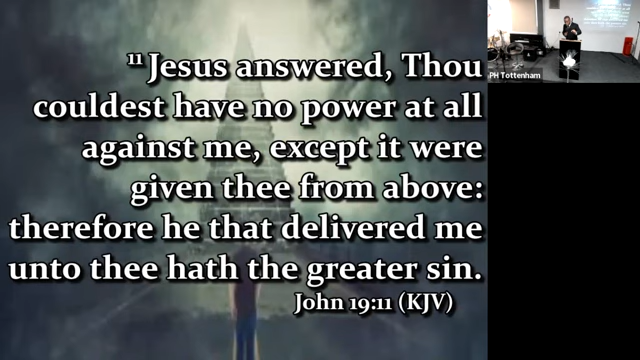 ¹¹ Jesus answered, Thou
couldest have no power at all
against me, except it were
given thee from above:
therefore he that delivered me
unto thee hath the greater sin.
John 19:11 (KJV)
PH Tottenham